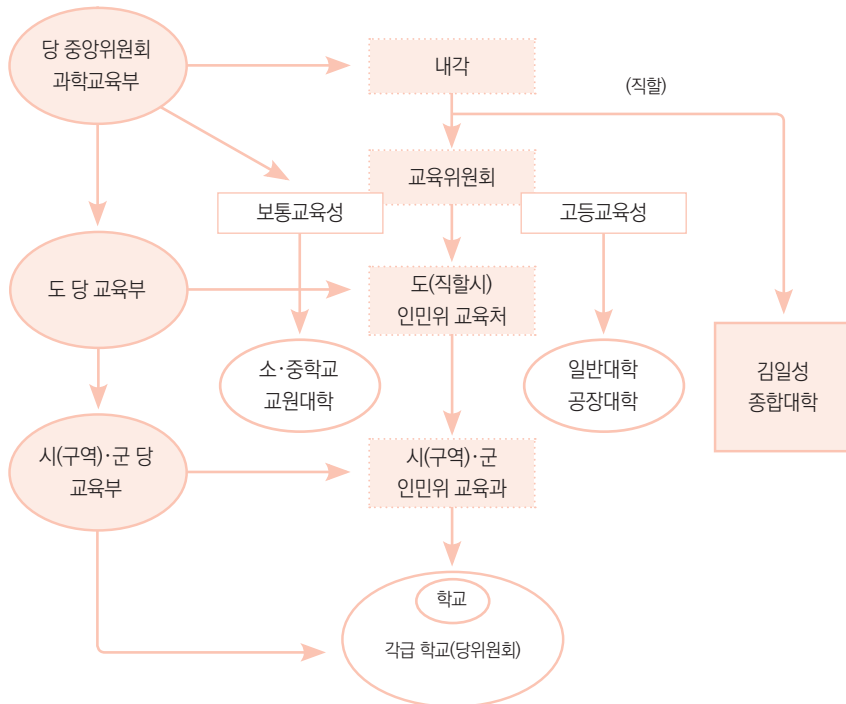 당 중앙위원회
과학교육부
내각
(직할)
교육위원회
보통교육성
고등교육성
도 당 교육부
도(직할시)
인민위 교육처
소·중학교
교원대학
일반대학
공장대학
김일성
종합대학
시(구역)·군 당
교육부
시(구역)·군
인민위 교육과
학교
각급 학교(당위원회)